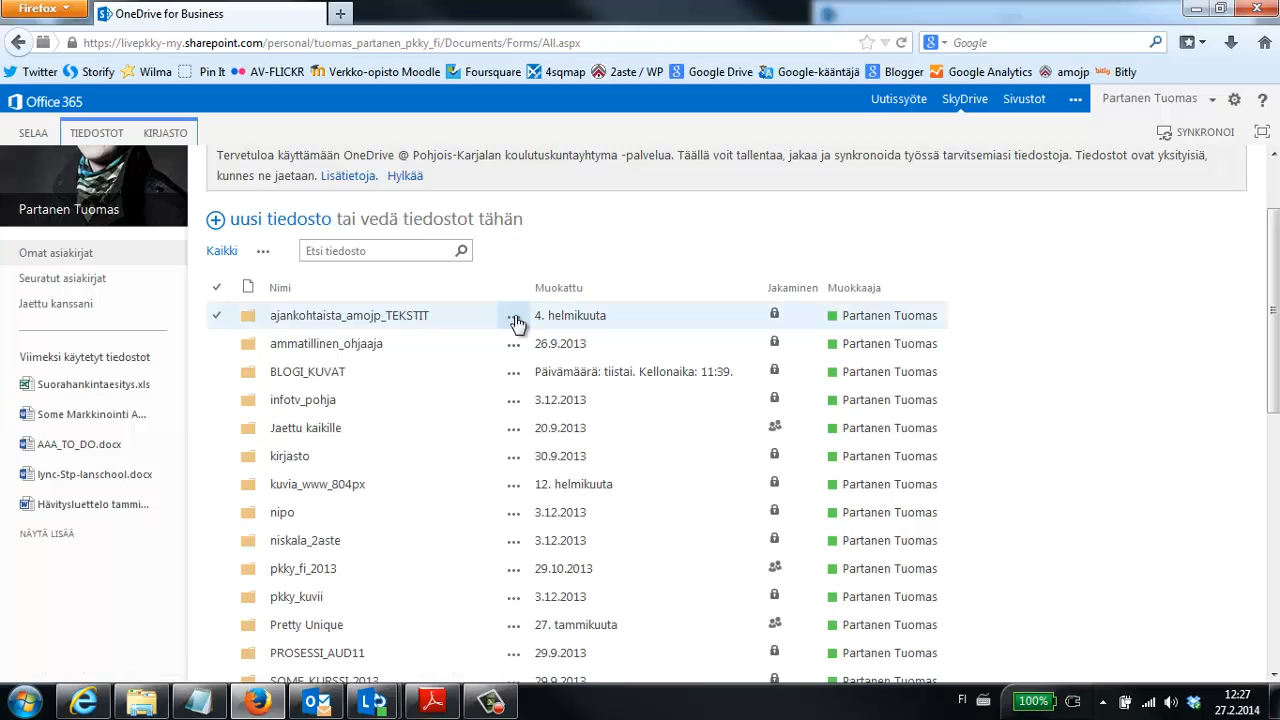 Firefox
OneDrive for Business
https://livepkky-my.sharepoint.com/personal/tuomas_partanen_pkky_fi/Documents/Forms/All.aspx
Google
Twitter Storify Wilma Pin It AV-FLICKR Verkko-opisto Moodle Foursquare 4sqmap 2aste / WP Google Drive Google-kääntäjä Blogger Google Analytics amojp Bitly
Office 365
Uutissyöte SkyDrive Sivustot ••• Partanen Tuomas ?
SELAA TIEDOSTOT KIRJASTO
SYNKRONOI
Tervetuloa käyttämään OneDrive @ Pohjois-Karjalan koulutuskuntayhtyma -palvelua. Täällä voit tallentaa, jakaa ja synkronoida työssä tarvitsemiasi tiedostoja. Tiedostot ovat yksityisiä,
kunnes ne jaetaan. Lisätietoja. Hylkää
Partanen Tuomas
Omat asiakirjat
Seuratut asiakirjat
Jaettu kanssani
Viimeksi käytetyt tiedostot
Suorahankintaesitys.xls
Some Markkinointi A...
AAA_TO_DO.docx
lync-Stp-lanschool.docx
Hävitysluettelo tammi...
NÄYTÄ LISÄÄ
uusi tiedosto tai vedä tiedostot tähän
Kaikki ••• Etsi tiedosto
Nimi Muokattu Jakaminen Muokkaaja
ajankohtaista_amojp_TEKSTIT ... 4. helmikuuta Partanen Tuomas
ammatillinen_ohjaaja ... 26.9.2013 Partanen Tuomas
BLOGI_KUVAT ... Päivämäärä: tiistai. Kellonaika: 11:39. Partanen Tuomas
infotv_pohja ... 3.12.2013 Partanen Tuomas
Jaettu kaikille ... 20.9.2013 Partanen Tuomas
kirjasto ... 30.9.2013 Partanen Tuomas
kuvia_www_804px ... 12. helmikuuta Partanen Tuomas
nipo ... 3.12.2013 Partanen Tuomas
niskala_2aste ... 3.12.2013 Partanen Tuomas
pkky_fi_2013 ... 29.10.2013 Partanen Tuomas
pkky_kuvii ... 3.12.2013 Partanen Tuomas
Pretty Unique ... 27. tammikuuta Partanen Tuomas
PROSESSI_AUD11 ... 29.9.2013 Partanen Tuomas
SOME_KURSSI_2013 29.9.2013 Partanen Tuomas
FI 100% 12:27
27.2.2014